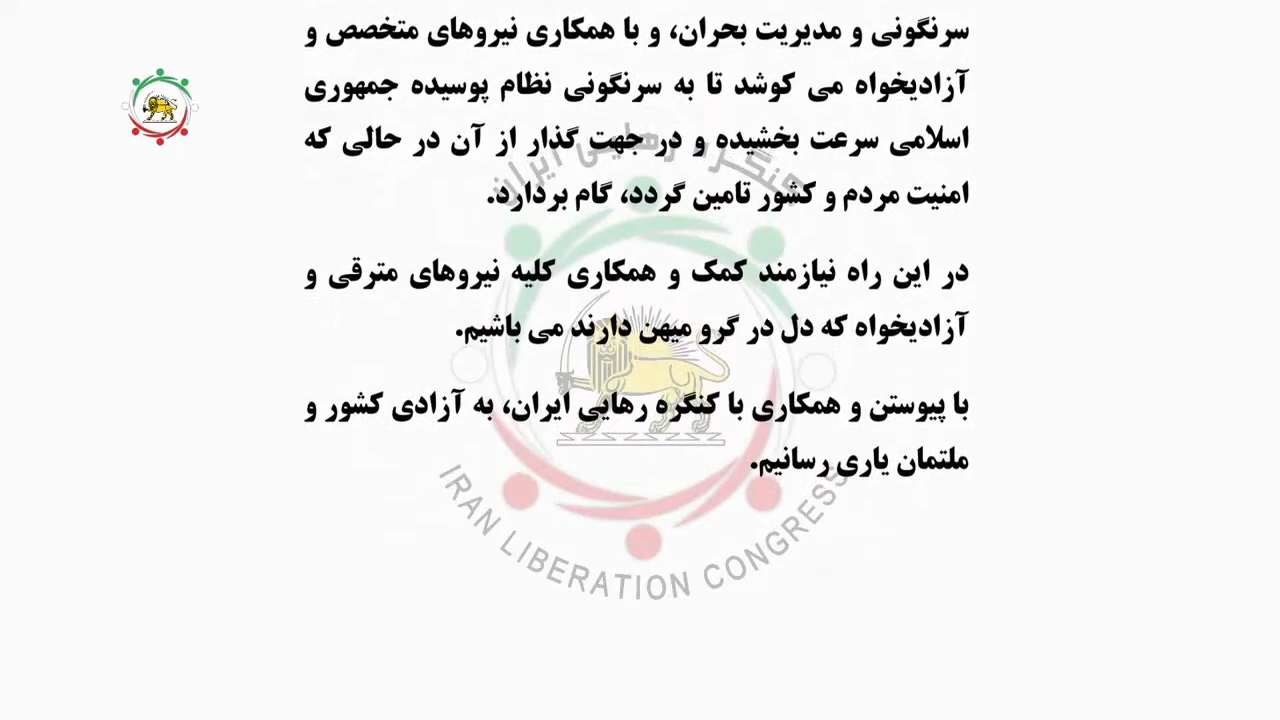 سرنگونی و مدیریت بحران، و با همکاری نیروهای متخصص و
آزادیخواه می کوشد تا به سرنگونی نظام پوسیده جمهوری
اسلامی سرعت بخشیده و در جهت گذار از آن در حالی که
امنیت مردم و کشور تامین گردد، گام بردارد.
در این راه نیازمند کمک و همکاری کلیه نیروهای مترقی و
آزادیخواه که دل در گرو میهن دارند می باشیم.
با پیوستن و همکاری با کنگره رهایی ایران، به آزادی کشور و
ملتمان یاری رسانیم.
کنگره رهایی ایران
IRAN LIBERATION CONGRESS